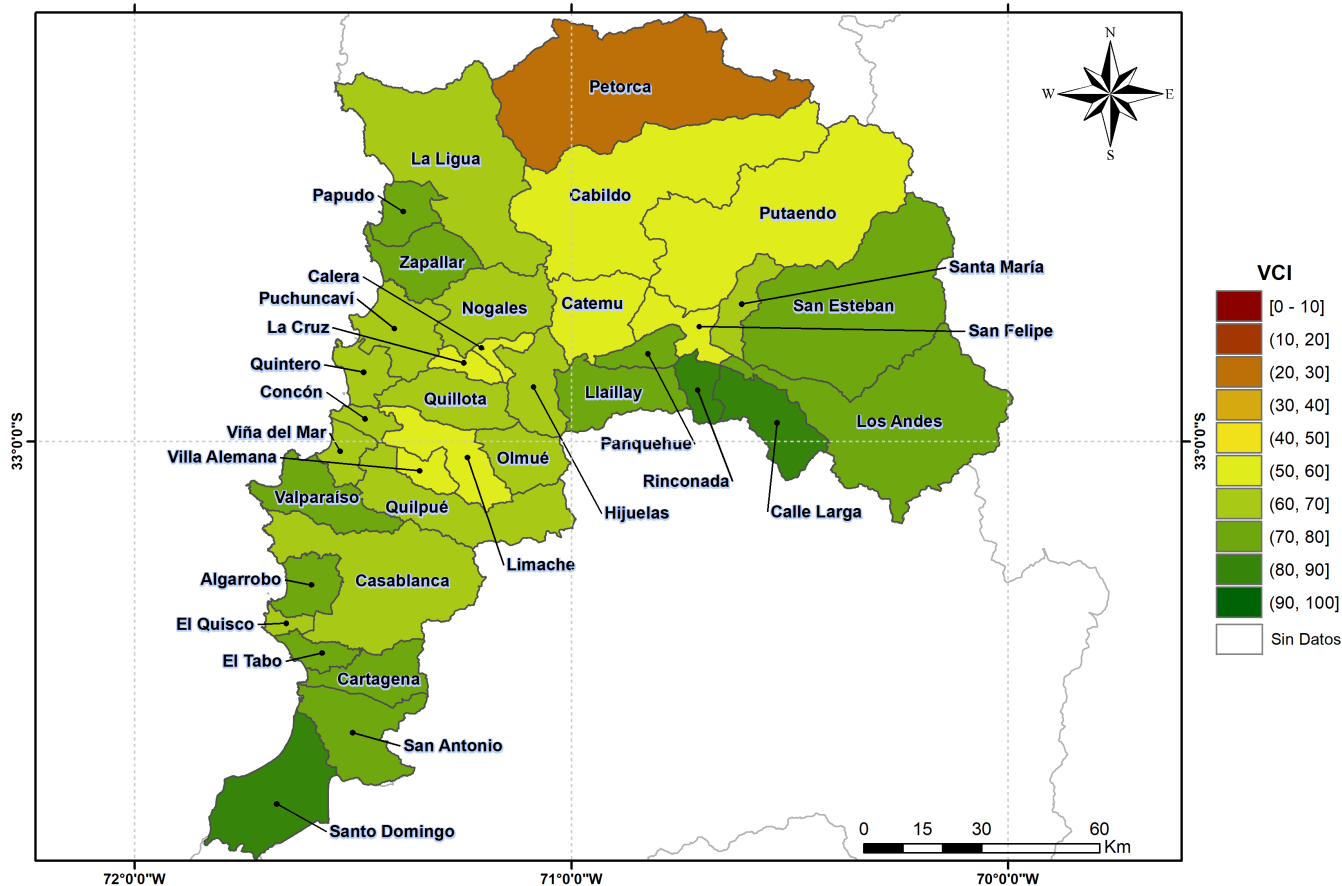 N
W
E
S
Petorca
La Ligua
Papudo
Cabildo
Putaendo
Zapallar
Calera
Santa María
Puchuncaví
Nogales
Catemu
San Esteban
La Cruz
San Felipe
Quintero
Concón
Quillota
Llaillay
Los Andes
Viña del Mar
Panquehue
Villa Alemana
Olmué
Rinconada
Valparaíso
Quilpué
Hijuelas
Calle Larga
Limache
Algarrobo
Casablanca
El Quisco
El Tabo
Cartagena
San Antonio
Santo Domingo
VCI
[0 - 10]
(10, 20]
(20, 30]
(30, 40]
(40, 50]
(50, 60]
(60, 70]
(70, 80]
(80, 90]
(90, 100]
Sin Datos
33°0'0"S
33°0'0"S
0 15 30 60
Km
72°0'0"W
71°0'0"W
70°0'0"W